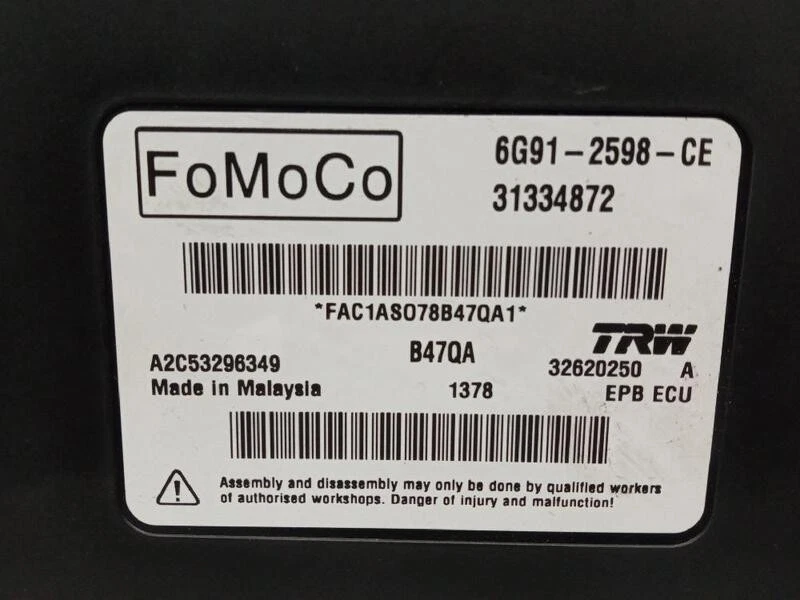 FoMoCo
6G91-2598-CE
31334872
*FAC1AS078B47QA1*
A2C53296349
B47QA
TRW
32620250 A
Made in Malaysia
1378
EPB ECU
Assembly and disassembly may only be done by qualified workers
of authorised workshops. Danger of injury and malfunction!